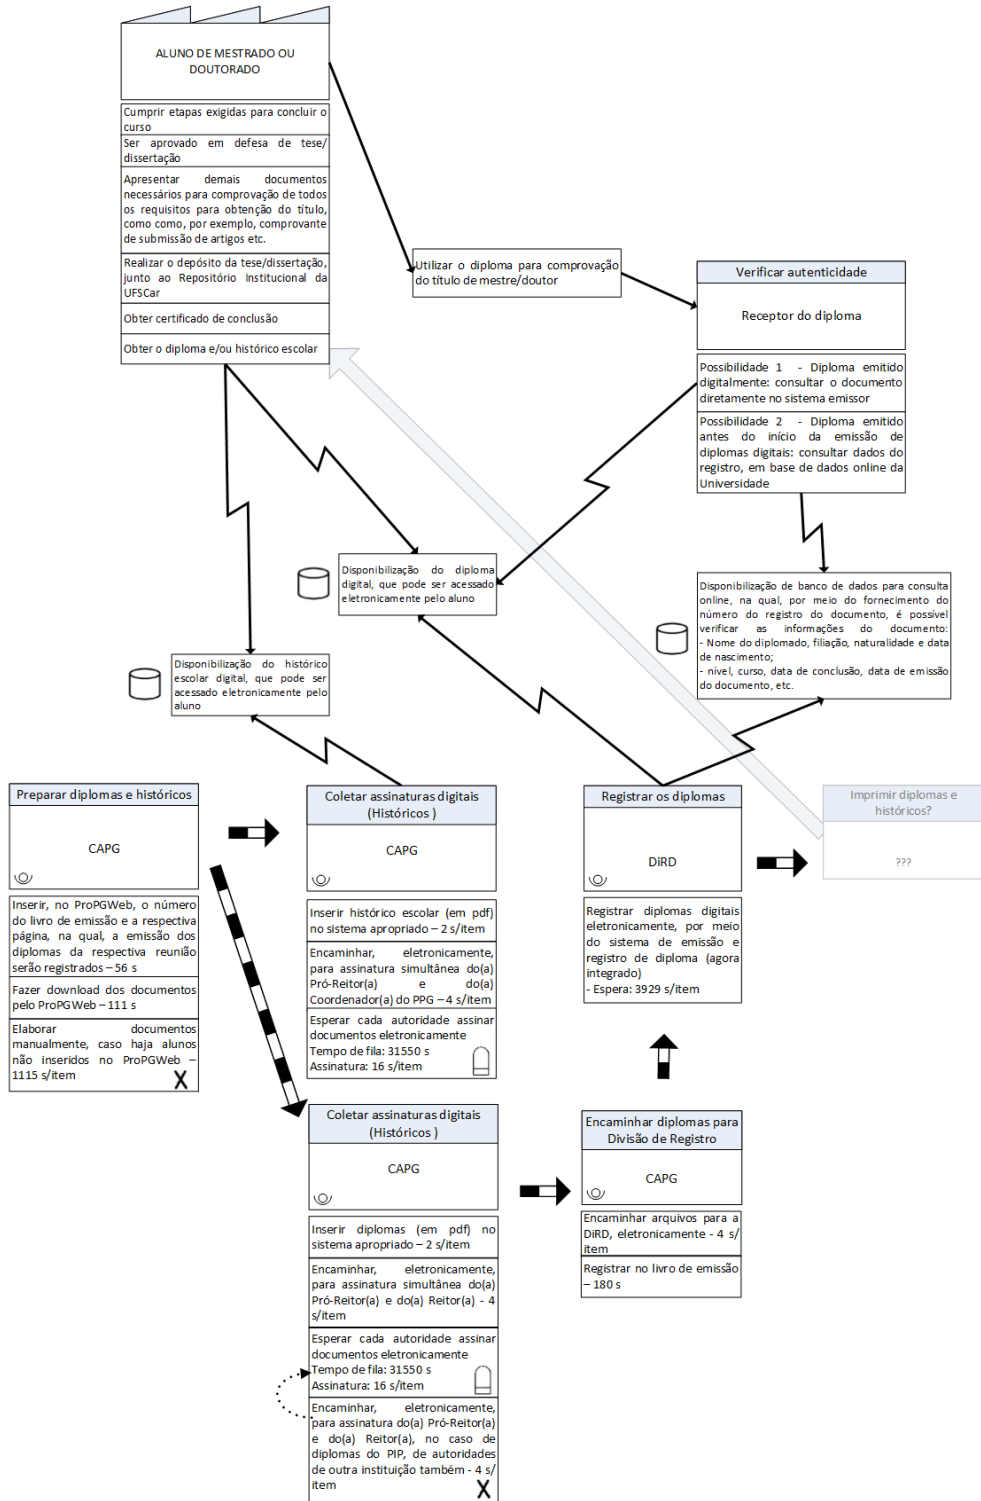 ALUNO DE MESTRADO OU
DOUTORADO
Cumprir etapas exigidas para concluir o
curso
Ser aprovado em defesa de tese/
dissertação
Apresentar demais documentos
necessários para comprovação de todos
os requisitos para obtenção do título,
como como, por exemplo, comprovante
de submissão de artigos etc.
Realizar o depósito da tese/dissertação,
junto ao Repositório Institucional da
UFSCar
Obter certificado de conclusão
Obter o diploma e/ou histórico escolar
Utilizar o diploma para comprovação
do título de mestre/doutor
Verificar autenticidade
Receptor do diploma
Possibilidade 1 - Diploma emitido
digitalmente: consultar o documento
diretamente no sistema emissor
Possibilidade 2 - Diploma emitido
antes do início da emissão de
diplomas digitais: consultar dados do
registro, em base de dados online da
Universidade
Disponibilização do diploma
digital, que pode ser acessado
eletronicamente pelo aluno
Disponibilização de banco de dados para consulta
online, na qual, por meio do fornecimento do
número do registro do documento, é possível
verificar as informações do documento:
- Nome do diplomado, filiação, naturalidade e data
de nascimento;
- nível, curso, data de conclusão, data de emissão
do documento, etc.
Disponibilização do histórico
escolar digital, que pode ser
acessado eletronicamente pelo
aluno
Preparar diplomas e históricos
CAPG
Inserir, no ProPGWeb, o número
do livro de emissão e a respectiva
página, na qual, a emissão dos
diplomas da respectiva reunião
serão registrados – 56 s
Fazer download dos documentos
pelo ProPGWeb – 111 s
Elaborar documentos
manualmente, caso haja alunos
não inseridos no ProPGWeb –
1115 s/item
X
Coletar assinaturas digitais
(Históricos )
CAPG
Inserir histórico escolar (em pdf)
no sistema apropriado – 2 s/item
Encaminhar, eletronicamente,
para assinatura simultânea do(a)
Pró-Reitor(a) e do(a)
Coordenador(a) do PPG – 4 s/item
Esperar cada autoridade assinar
documentos eletronicamente
Tempo de fila: 31550 s
Assinatura: 16 s/item
Registrar os diplomas
DiRD
Registrar diplomas digitais
eletronicamente, por meio
do sistema de emissão e
registro de diploma (agora
integrado)
- Espera: 3929 s/item
Imprimir diplomas e
históricos?
???
Coletar assinaturas digitais
(Históricos )
CAPG
Inserir diplomas (em pdf) no
sistema apropriado – 2 s/item
Encaminhar, eletronicamente,
para assinatura simultânea do(a)
Pró-Reitor(a) e do(a) Reitor(a) - 4
s/item
Esperar cada autoridade assinar
documentos eletronicamente
Tempo de fila: 31550 s
Assinatura: 16 s/item
Encaminhar, eletronicamente,
para assinatura do(a) Pró-Reitor(a)
e do(a) Reitor(a), no caso de
diplomas do PIP, de autoridades
de outra instituição também - 4 s/
item
X
Encaminhar diplomas para
Divisão de Registro
CAPG
Encaminhar arquivos para a
DiRD, eletronicamente - 4 s/
item
Registrar no livro de emissão
– 180 s